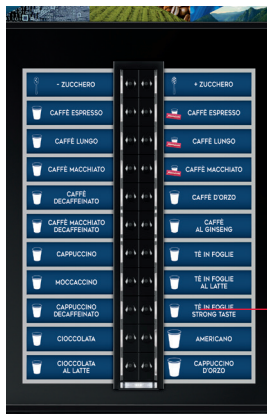 - ZUCCHERO
+ ZUCCHERO
CAFFÈ ESPRESSO
CAFFÈ ESPRESSO
CAFFÈ LUNGO
CAFFÈ LUNGO
CAFFÈ MACCHIATO
CAFFÈ MACCHIATO
CAFFÈ
DECAFFEINATO
CAFFÈ D'ORZO
CAFFÈ MACCHIATO
DECAFFEINATO
CAFFÈ
AL GINSENG
CAPPUCCINO
TÈ IN FOGLIE
MOCCACCINO
TÈ IN FOGLIE
AL LATTE
CAPPUCCINO
DECAFFEINATO
TÈ IN FOGLIE
STRONG TASTE
CIOCCOLATA
AMERICANO
CIOCCOLATA
AL LATTE
CAPPUCCINO
D'ORZO